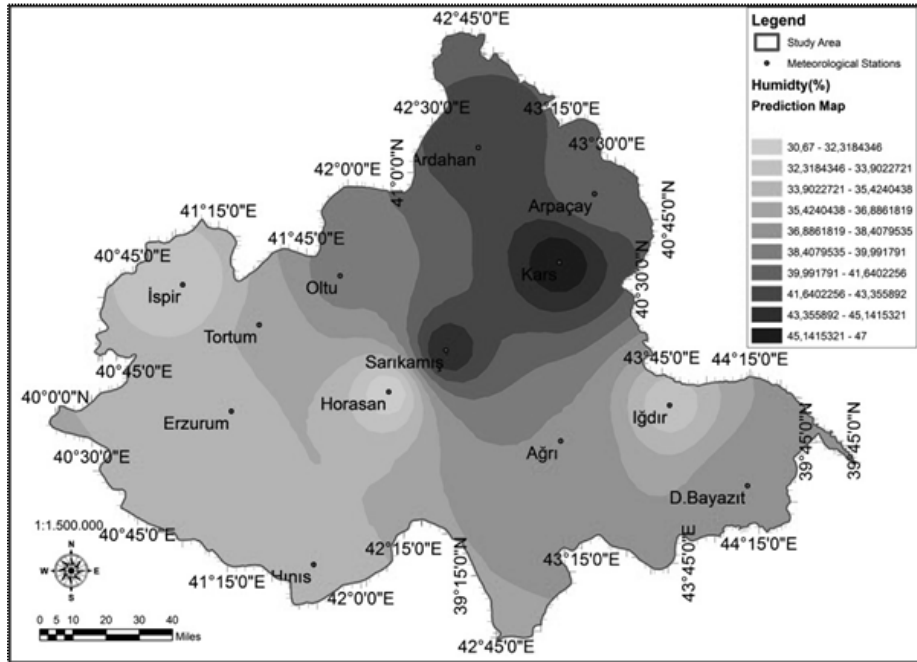 42°45'0"E
Legend
Study Area
Meteorological Stations
Humidty(%)
Prediction Map
30,67 - 32,3184346
32,3184346 - 33,9022721
33,9022721 - 35,4240438
35,4240438 - 36,8861819
36,8861819 - 38,4079535
38,4079535 - 39,991791
39,991791 - 41,6402256
41,6402256 - 43,355892
43,355892 - 45,1415321
45,1415321 - 47
42°30'0"E
43°15'0"E
43°30'0"E
42°0'0"E
41°0'0"N
Ardahan
41°15'0"E
41°45'0"E
Arpaçay
40°45'0"N
40°45'0"E
Kars
40°30'0"N
İspir
Oltu
Tortum
Sarıkamış
43°45'0"E
44°15'0"E
40°45'0"E
40°0'0"N
Horasan
Iğdır
Erzurum
Ağrı
39°45'0"N
39°45'0"N
40°30'0"E
D.Bayazıt
1:1.500.000
40°45'0"E
42°15'0"E
43°15'0"E
43°45'0"E
44°15'0"E
N
W
E
S
41°15'0"E
Hınıs
42°0'0"E
39°15'0"N
0 5 10 20 30 40
Miles
42°45'0"E